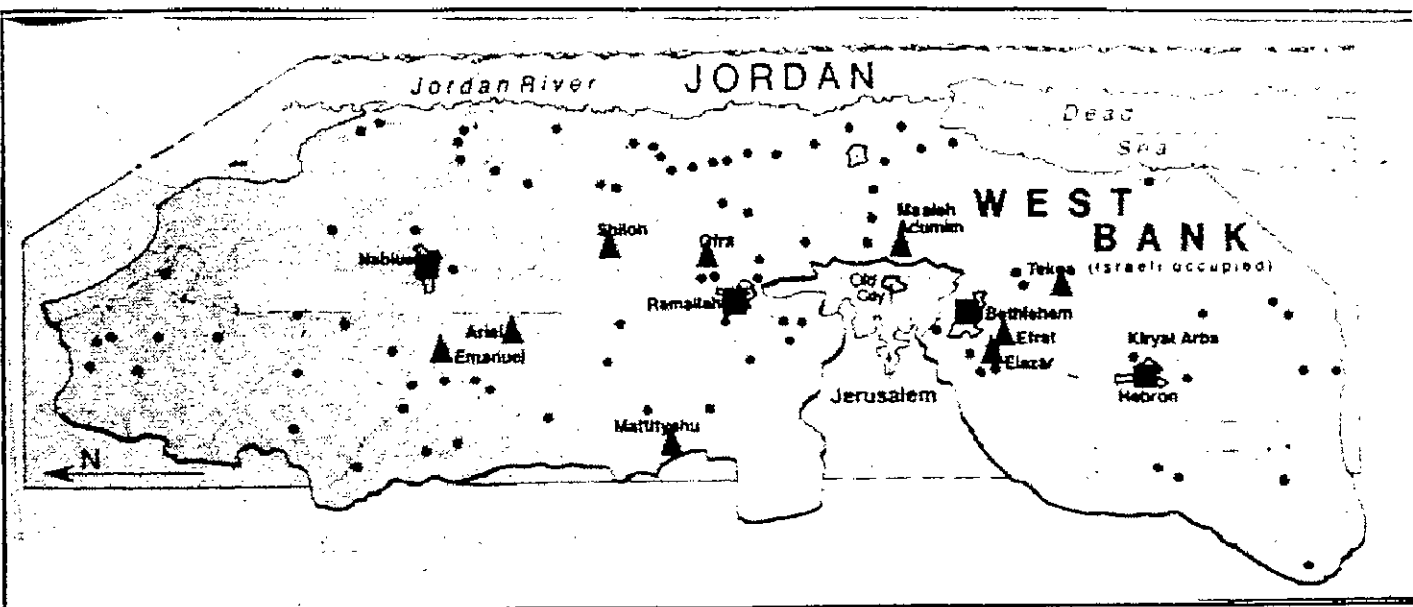 Jordan River
JORDAN
Dead
Sea
WEST
BANK
(Israeli occupied)
Shiloh
Ofra
Maaleh
Adumim
Nablus
Tekoa
Ramallah
Old
City
Bethlehem
Ariel
Emanuel
Efrat
Elazar
Kiryat Arba
Hebron
Jerusalem
Mattityahu
N